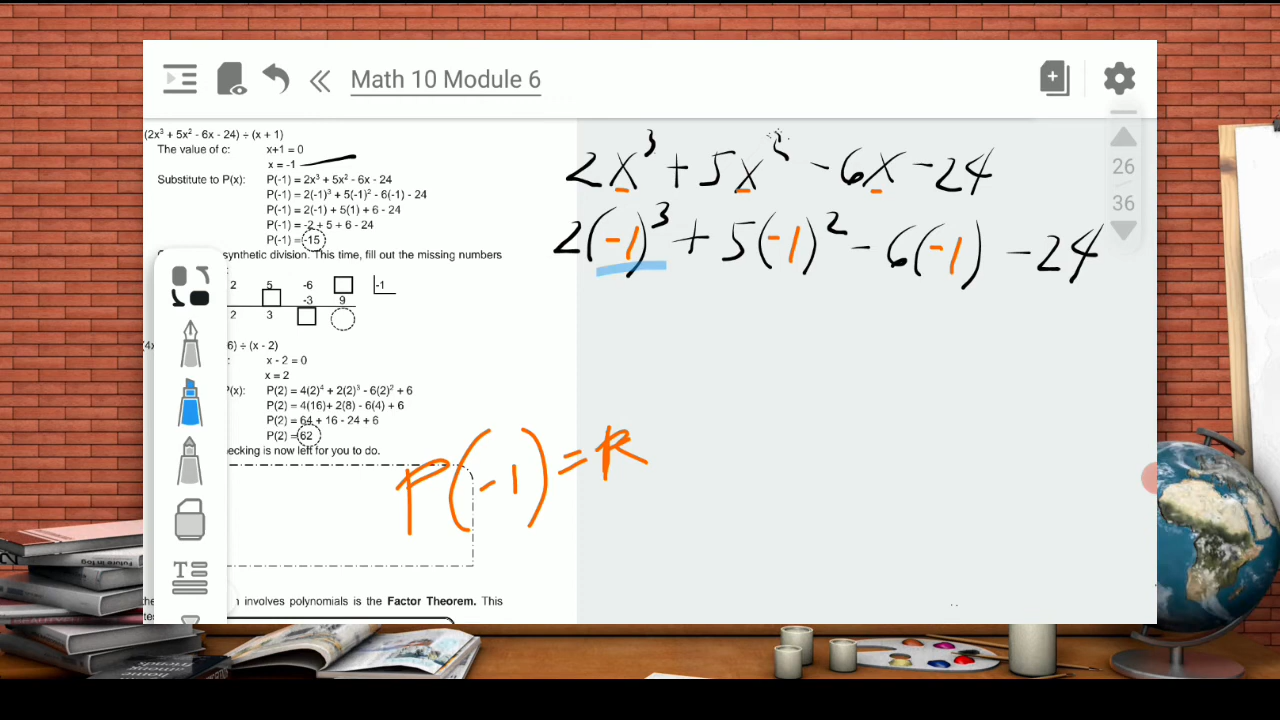 Math 10 Module 6
26
36
(2x³ + 5x² - 6x - 24) ÷ (x + 1)
The value of c: x+1 = 0
x = -1
Substitute to P(x): P(-1) = 2x³ + 5x² - 6x - 24
P(-1) = 2(-1)³ + 5(-1)² - 6(-1) - 24
P(-1) = 2(-1) + 5(1) + 6 - 24
P(-1) = -2 + 5 + 6 - 24
P(-1) = -15
synthetic division. This time, fill out the missing numbers
2 5 -6 -1
-3 9
2 3
6) ÷ (x - 2)
x - 2 = 0
x = 2
P(x): P(2) = 4(2)⁴ + 2(2)³ - 6(2)² + 6
P(2) = 4(16)+ 2(8) - 6(4) + 6
P(2) = 64 + 16 - 24 + 6
P(2) = 62
ecking is now left for you to do.
involves polynomials is the Factor Theorem. This
2x³ + 5x² - 6x - 24
2(-1)³ + 5(-1)² - 6(-1) - 24
P(-1) = R
T